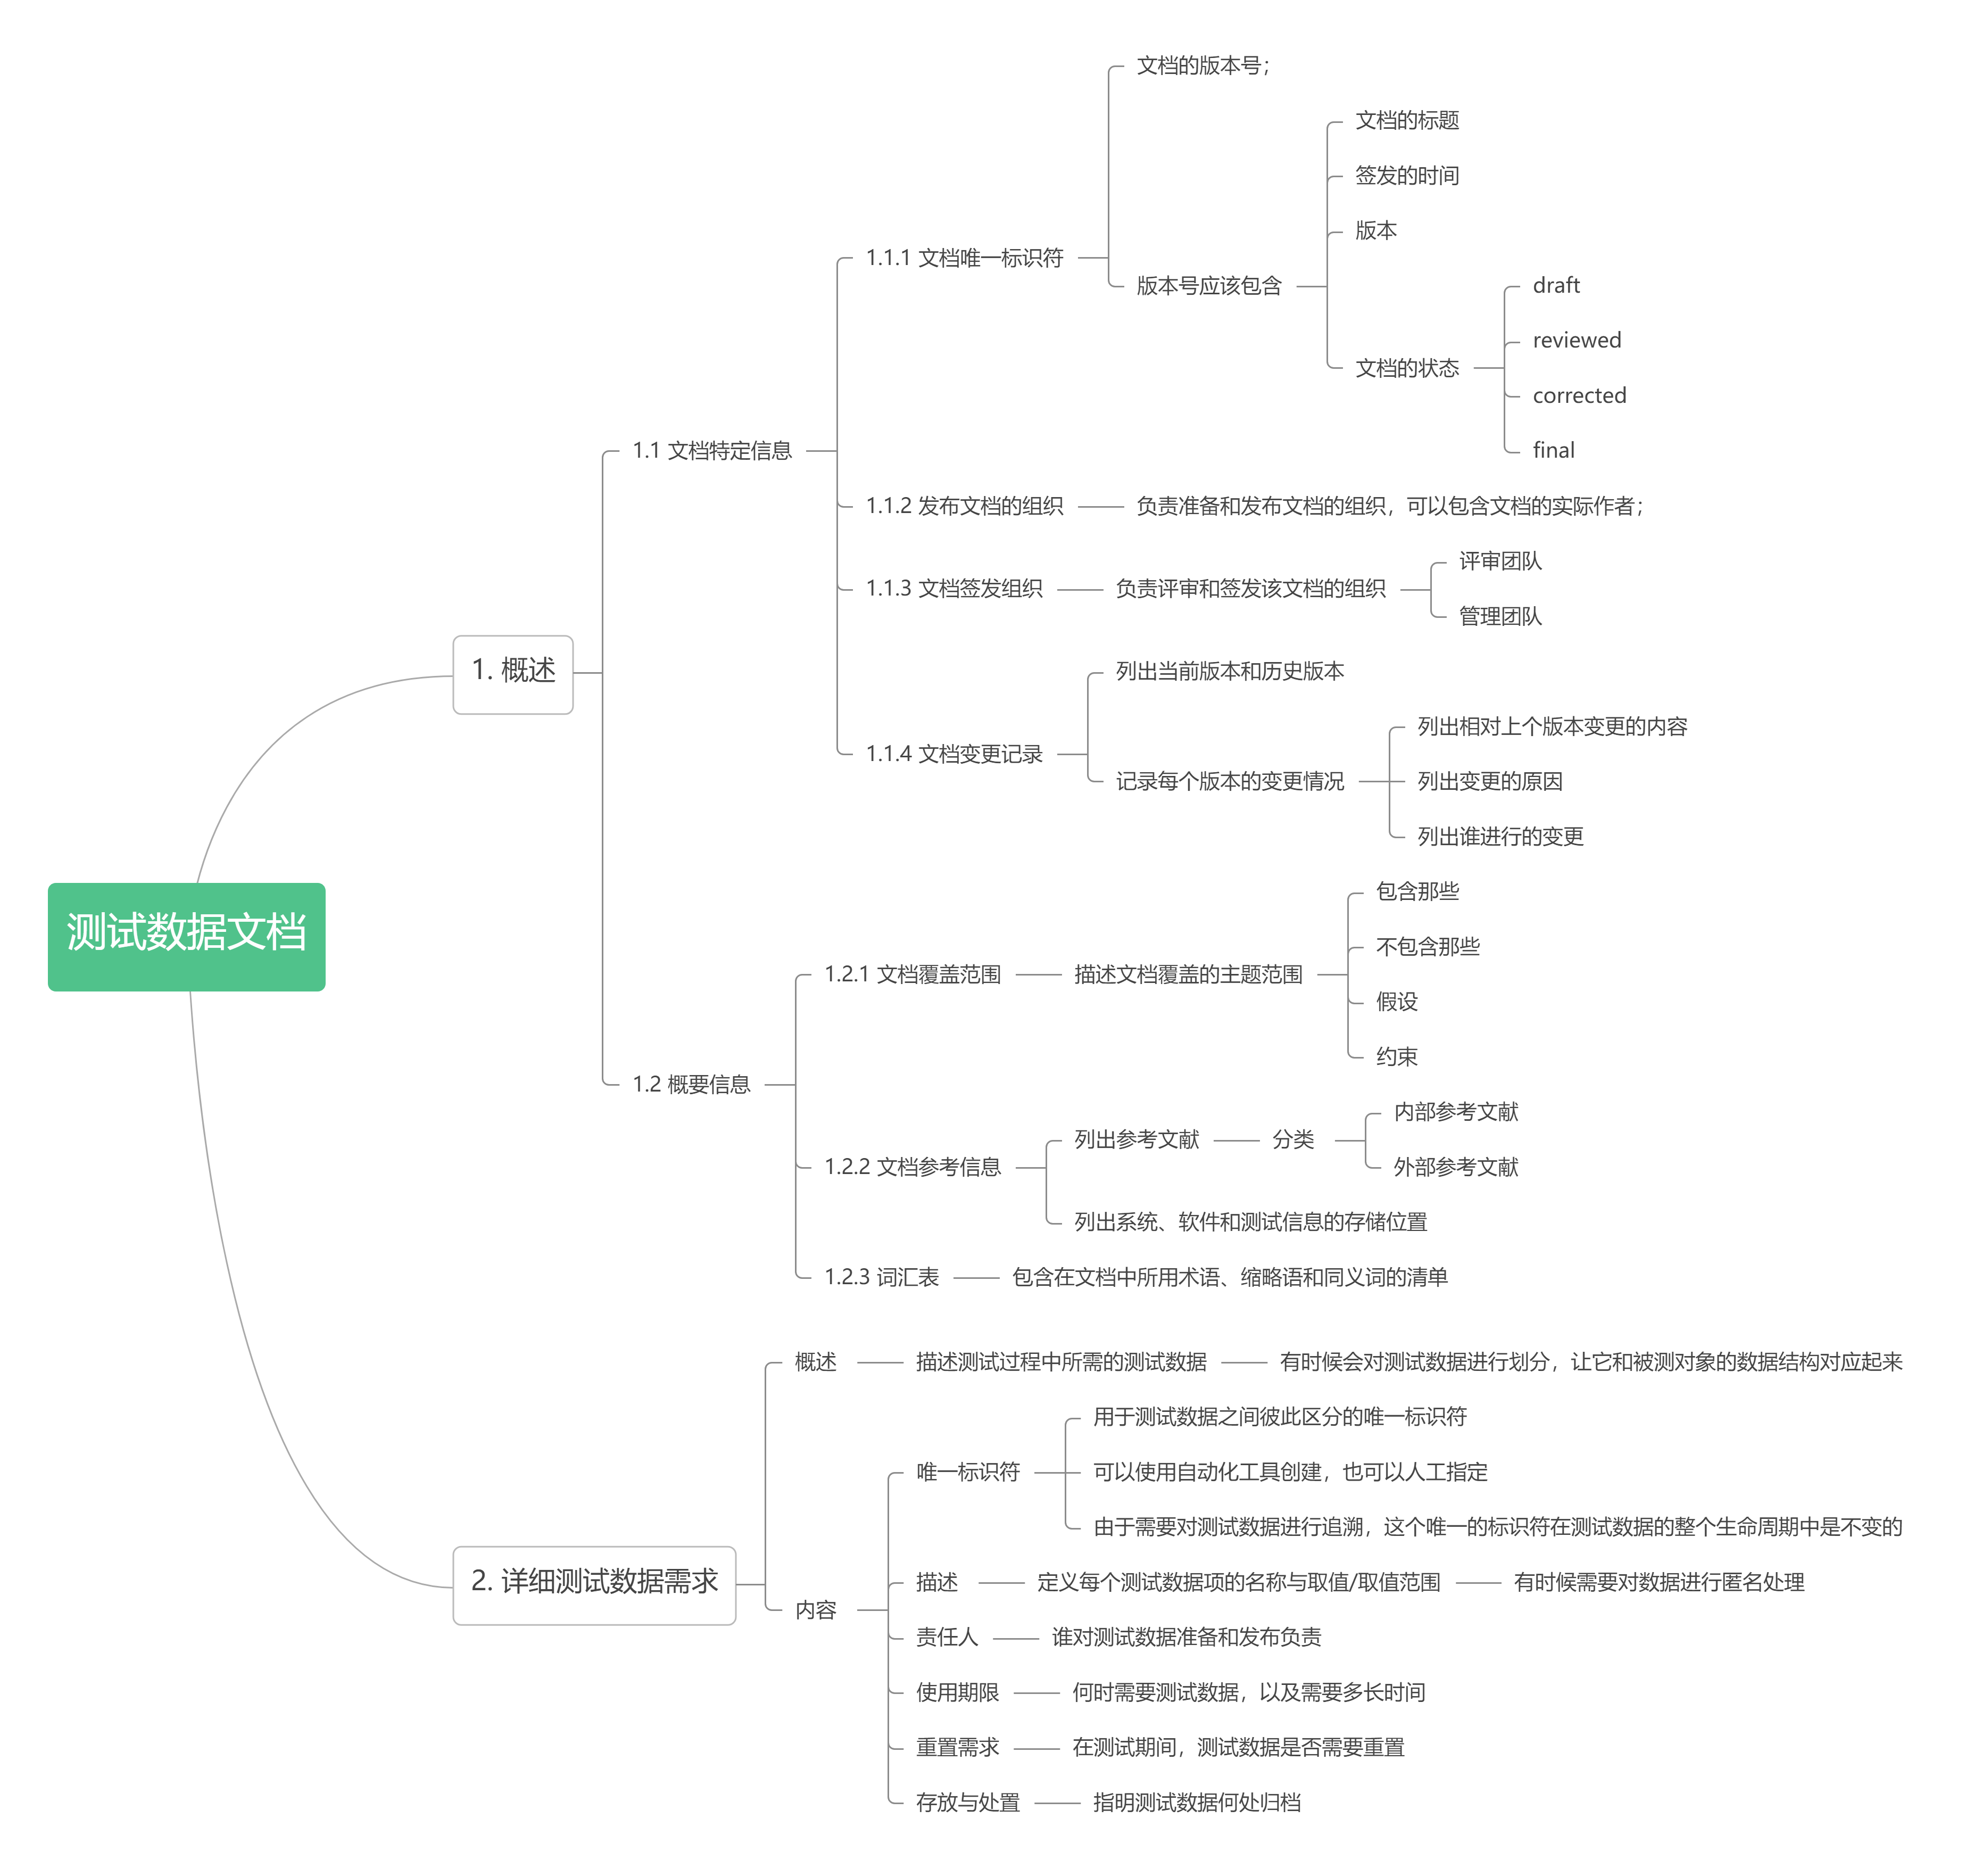 测试数据文档
1. 概述
1.1 文档特定信息
1.1.1 文档唯一标识符
文档的版本号；
版本号应该包含
文档的标题
签发的时间
版本
文档的状态
draft
reviewed
corrected
final
1.1.2 发布文档的组织
负责准备和发布文档的组织，可以包含文档的实际作者；
1.1.3 文档签发组织
负责评审和签发该文档的组织
评审团队
管理团队
1.1.4 文档变更记录
列出当前版本和历史版本
记录每个版本的变更情况
列出相对上个版本变更的内容
列出变更的原因
列出谁进行的变更
1.2 概要信息
1.2.1 文档覆盖范围
描述文档覆盖的主题范围
包含那些
不包含那些
假设
约束
1.2.2 文档参考信息
列出参考文献
分类
内部参考文献
外部参考文献
列出系统、软件和测试信息的存储位置
1.2.3 词汇表
包含在文档中所用术语、缩略语和同义词的清单
2. 详细测试数据需求
概述
描述测试过程中所需的测试数据
有时候会对测试数据进行划分，让它和被测对象的数据结构对应起来
内容
唯一标识符
用于测试数据之间彼此区分的唯一标识符
可以使用自动化工具创建，也可以人工指定
由于需要对测试数据进行追溯，这个唯一的标识符在测试数据的整个生命周期中是不变的
描述
定义每个测试数据项的名称与取值/取值范围
有时候需要对数据进行匿名处理
责任人
谁对测试数据准备和发布负责
使用期限
何时需要测试数据，以及需要多长时间
重置需求
在测试期间，测试数据是否需要重置
存放与处置
指明测试数据何处归档